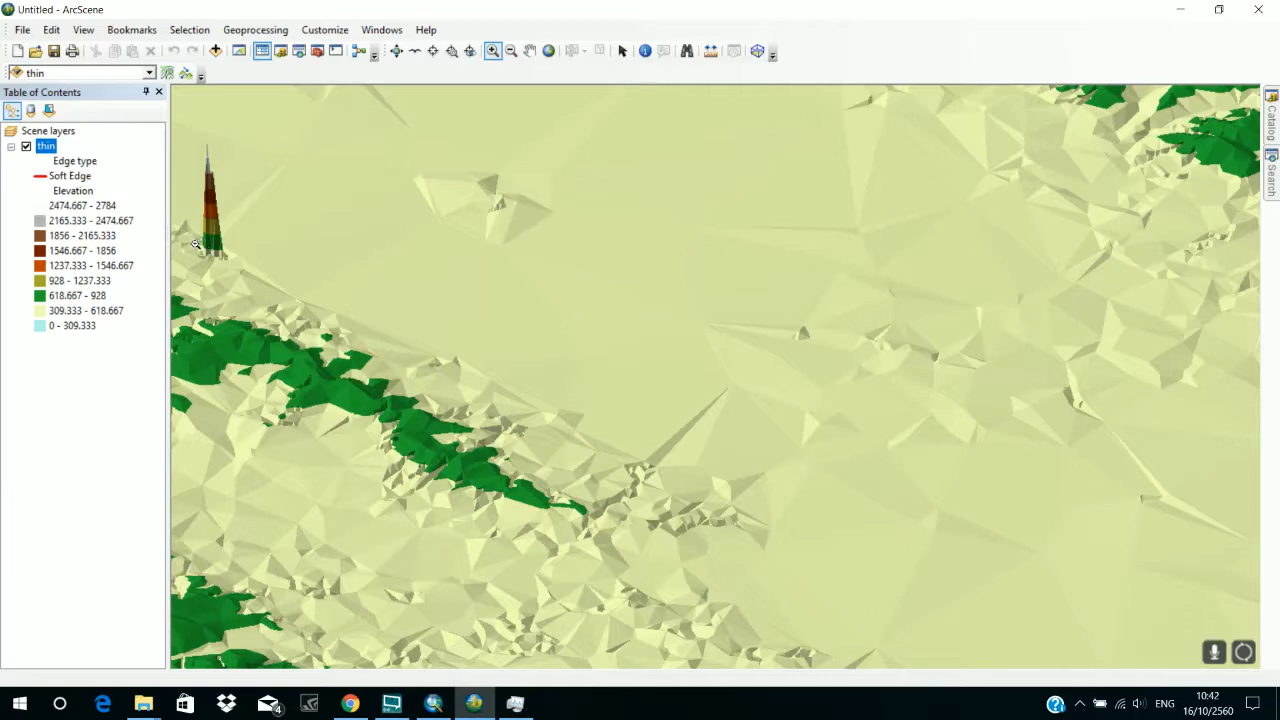 Untitled - ArcScene
File Edit View Bookmarks Selection Geoprocessing Customize Windows Help
thin
Table of Contents
Scene layers
thin
Edge type
Soft Edge
Elevation
2474.667 - 2784
2165.333 - 2474.667
1856 - 2165.333
1546.667 - 1856
1237.333 - 1546.667
928 - 1237.333
618.667 - 928
309.333 - 618.667
0 - 309.333
Catalog
Search
4
ENG
10:42
16/10/2560